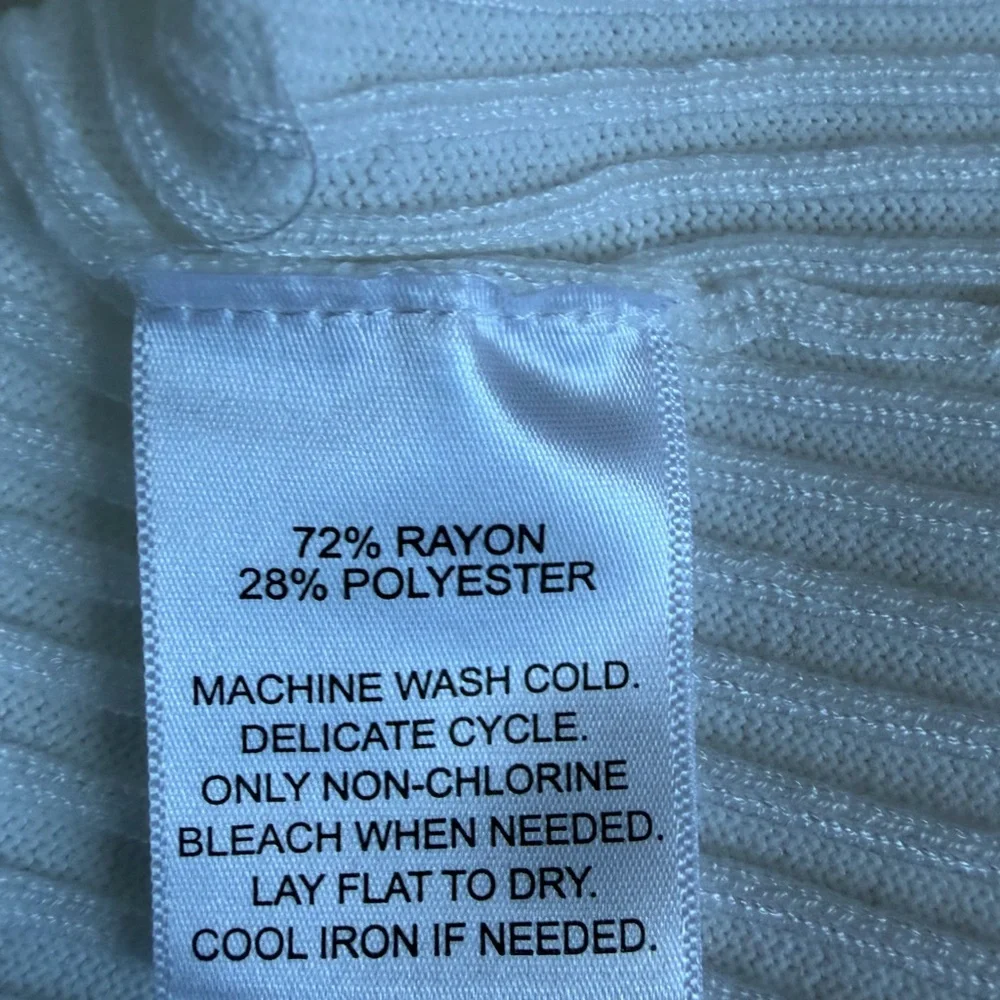 72% RAYON
28% POLYESTER
MACHINE WASH COLD.
DELICATE CYCLE.
ONLY NON-CHLORINE
BLEACH WHEN NEEDED.
LAY FLAT TO DRY.
COOL IRON IF NEEDED.